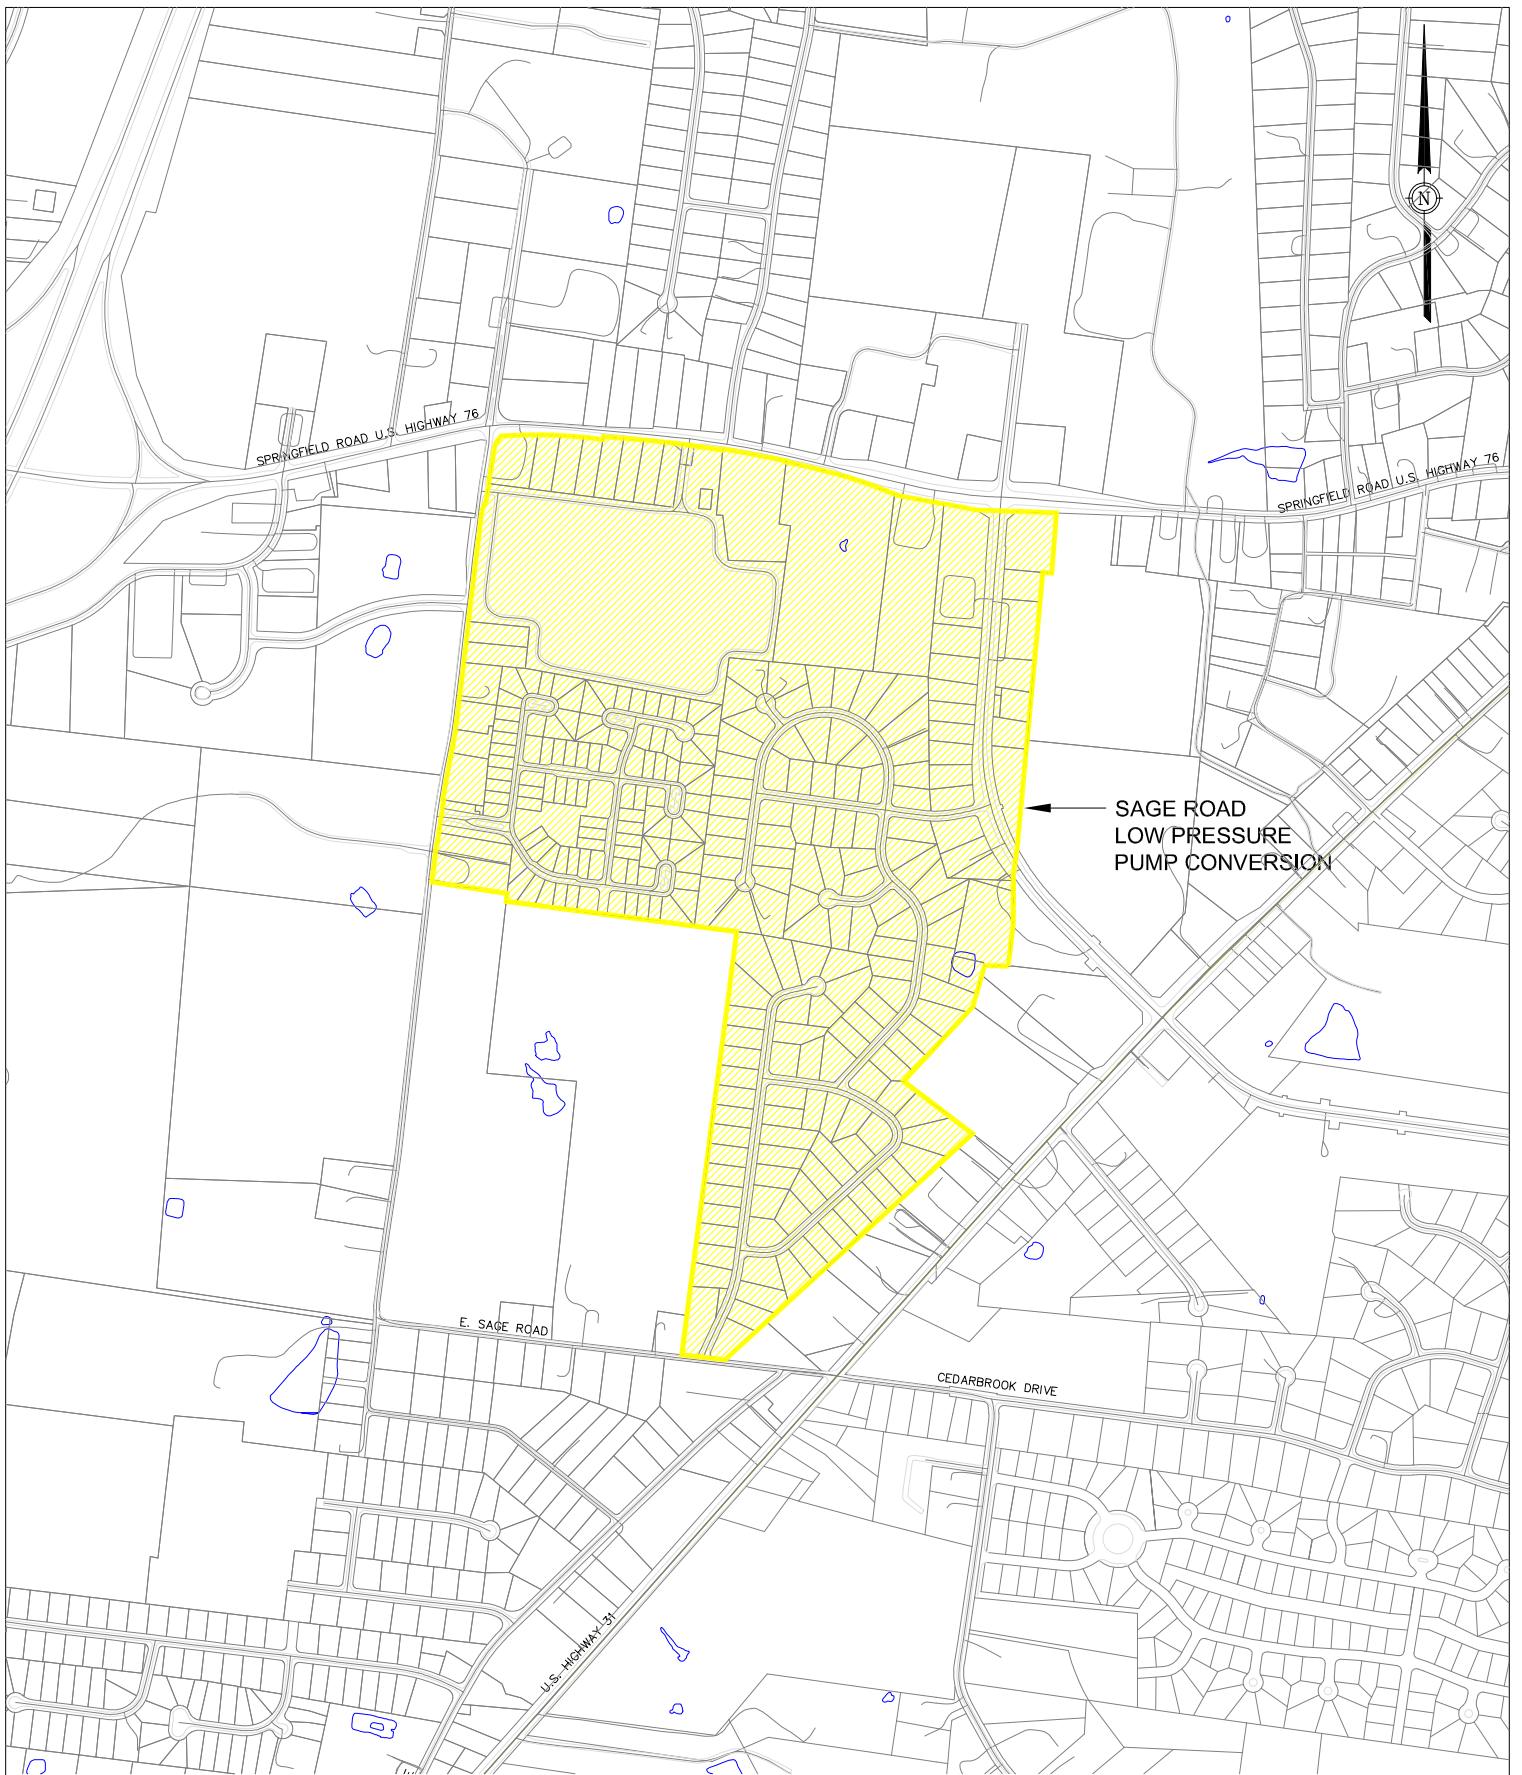 N
SPRINGFIELD ROAD U.S. HIGHWAY 76
SPRINGFIELD ROAD U.S. HIGHWAY 76
SAGE ROAD
LOW PRESSURE
PUMP CONVERSION
E. SAGE ROAD
CEDARBROOK DRIVE
U.S. HIGHWAY 31